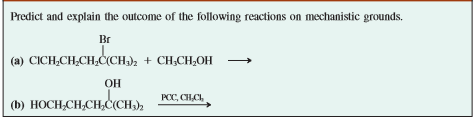 Predict and explain the outcome of the following reactions on mechanistic grounds.
Br
(a) ClCH₂CH₂CH₂C(CH₃)₂ + CH₃CH₂OH ⟶
OH
(b) HOCH₂CH₂CH₂C(CH₃)₂ PCC, CH₂Cl₂ ⟶